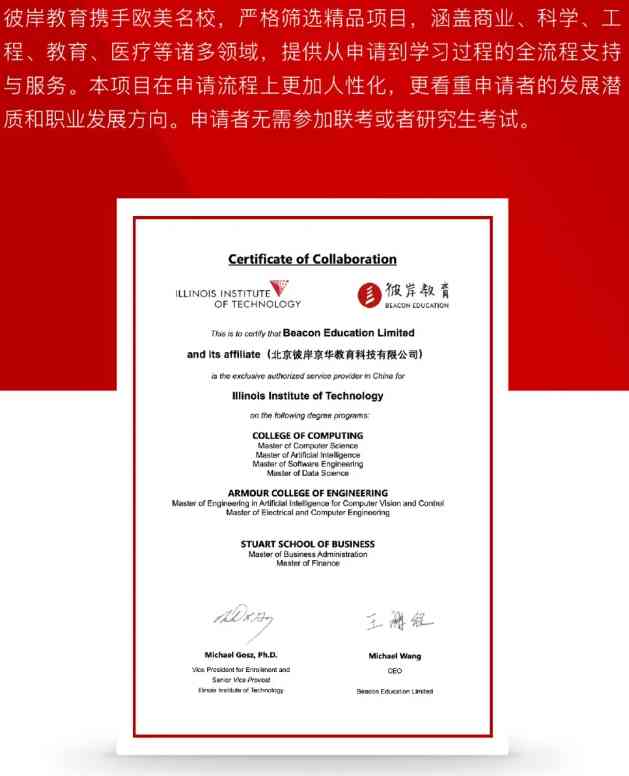 彼岸教育携手欧美名校，严格筛选精品项目，涵盖商业、科学、工
程、教育、医疗等诸多领域，提供从申请到学习过程的全流程支持
与服务。本项目在申请流程上更加人性化，更看重申请者的发展潜
质和职业发展方向。申请者无需参加联考或者研究生考试。
Certificate of Collaboration
ILLINOIS INSTITUTE
OF TECHNOLOGY
彼岸教育
BEACON EDUCATION
This is to certify that Beacon Education Limited
and its affiliate（北京彼岸京华教育科技有限公司）
is the exclusive authorized service provider in China for
Illinois Institute of Technology
on the following degree programs:
COLLEGE OF COMPUTING
Master of Computer Science
Master of Artificial Intelligence
Master of Software Engineering
Master of Data Science
ARMOUR COLLEGE OF ENGINEERING
Master of Engineering in Artificial Intelligence for Computer Vision and Control
Master of Electrical and Computer Engineering
STUART SCHOOL OF BUSINESS
Master of Business Administration
Master of Finance
Michael Gosz, Ph.D.
Vice President for Enrollment and
Senior Vice Provost
Illinois Institute of Technology
Michael Wang
CEO
Beacon Education Limited